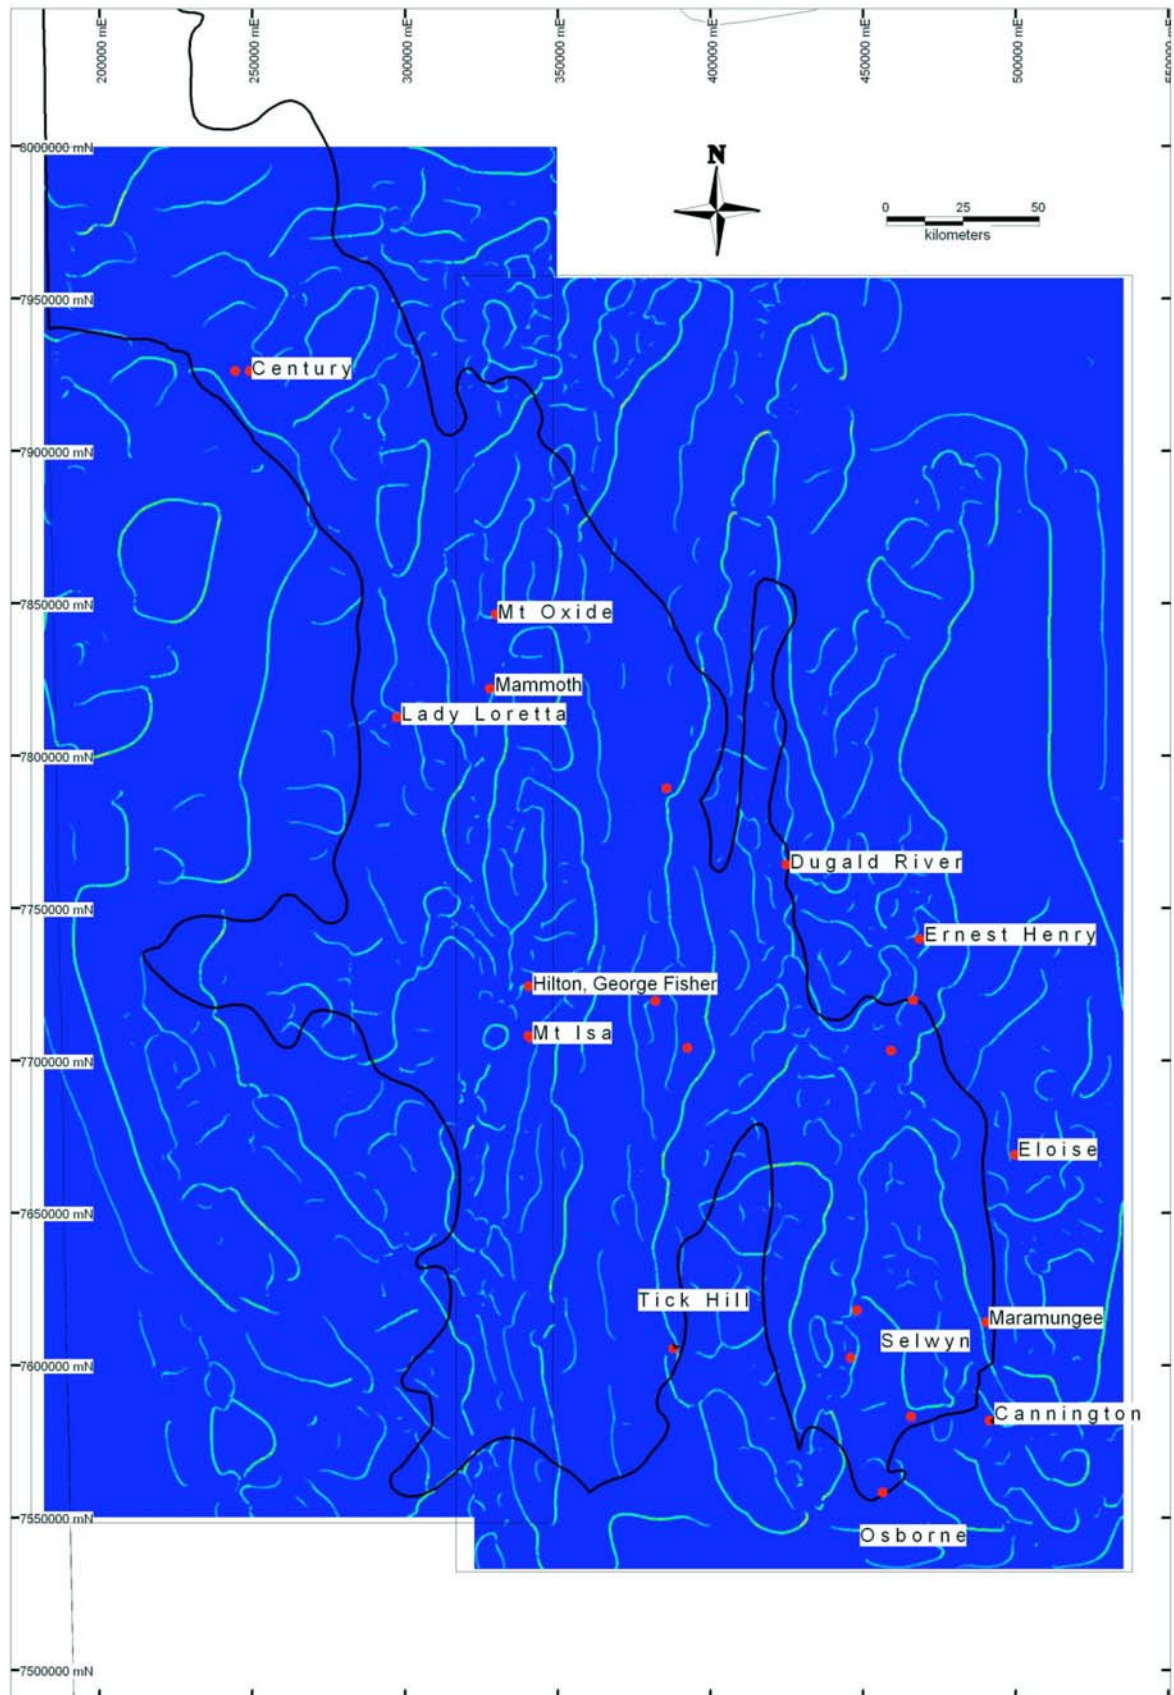 200000 mE
250000 mE
300000 mE
350000 mE
400000 mE
450000 mE
500000 mE
8000000 mN
N
0 25 50
kilometers
7950000 mN
Century
7900000 mN
7850000 mN
Mt Oxide
Mammoth
Lady Loretta
7800000 mN
Dugald River
7750000 mN
Ernest Henry
Hilton, George Fisher
Mt Isa
7700000 mN
Eloise
7650000 mN
Tick Hill
Maramungee
Selwyn
7600000 mN
Cannington
7550000 mN
Osborne
7500000 mN